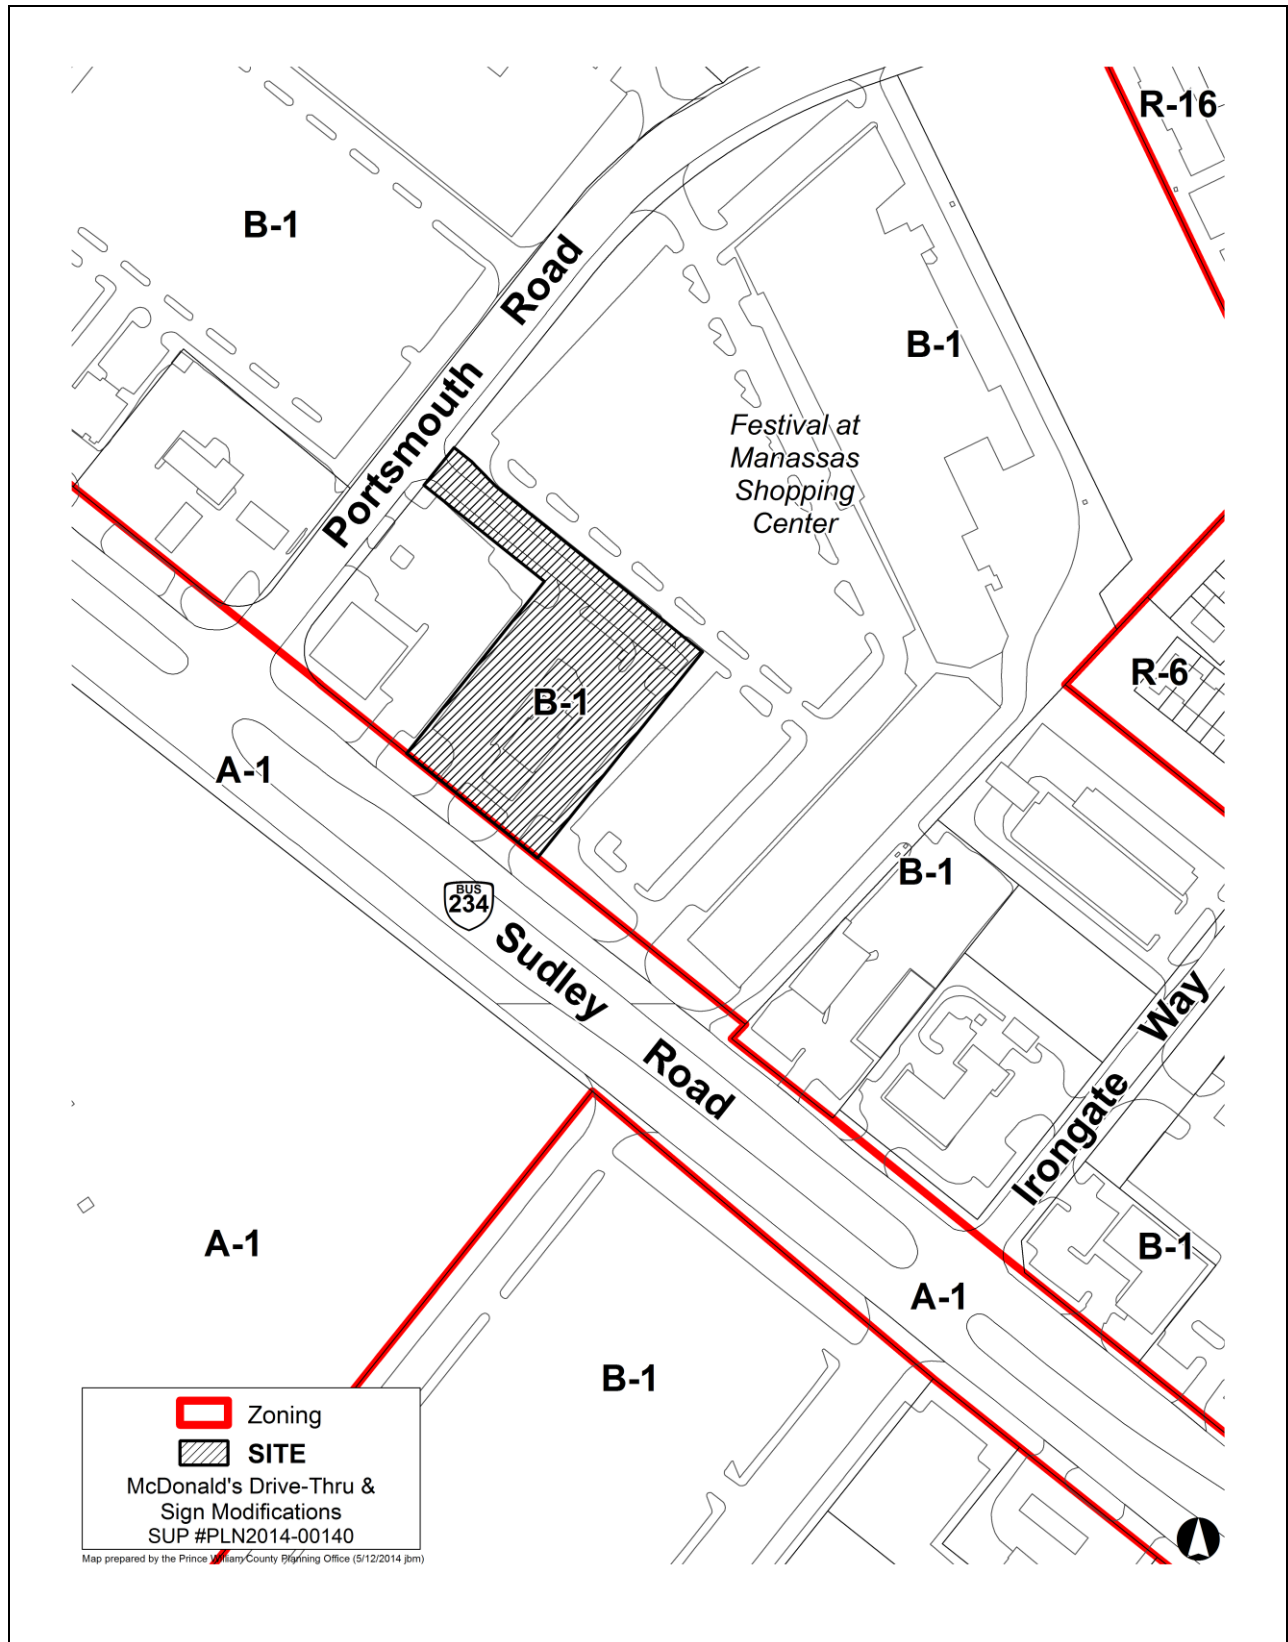 R-16
B-1
Portsmouth Road
B-1
Festival at
Manassas
Shopping
Center
R-6
B-1
A-1
B-1
BUS
234
Sudley Road
Irongate Way
A-1
B-1
A-1
B-1
Zoning
SITE
McDonald's Drive-Thru &
Sign Modifications
SUP #PLN2014-00140
Map prepared by the Prince William County Planning Office (5/12/2014 jbm)